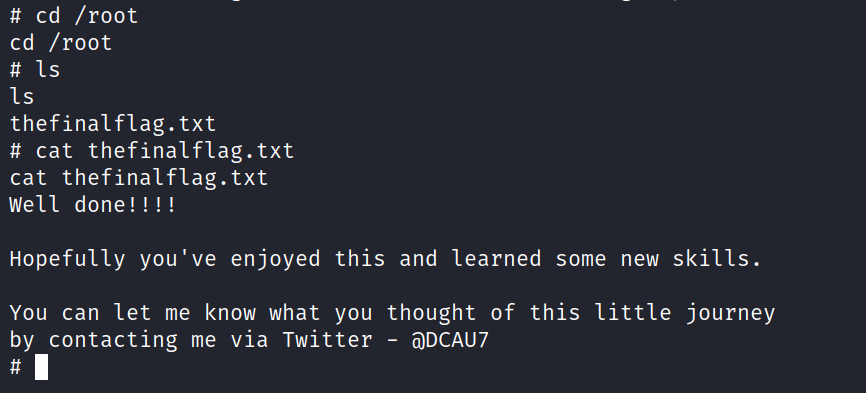 # cd /root
cd /root
# ls
ls
thefinalflag.txt
# cat thefinalflag.txt
cat thefinalflag.txt
Well done!!!!
Hopefully you've enjoyed this and learned some new skills.
You can let me know what you thought of this little journey
by contacting me via Twitter - @DCAU7
#